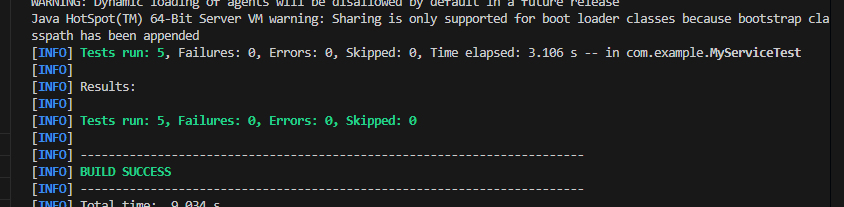 WARNING: Dynamic loading of agents will be disallowed by default in a future release
Java HotSpot(TM) 64-Bit Server VM warning: Sharing is only supported for boot loader classes because bootstrap cla
sspath has been appended
[INFO] Tests run: 5, Failures: 0, Errors: 0, Skipped: 0, Time elapsed: 3.106 s -- in com.example.MyServiceTest
[INFO]
[INFO] Results:
[INFO]
[INFO] Tests run: 5, Failures: 0, Errors: 0, Skipped: 0
[INFO]
[INFO] ------------------------------------------------------------------------
[INFO] BUILD SUCCESS
[INFO] ------------------------------------------------------------------------
[INFO] Total time:  9.034 s